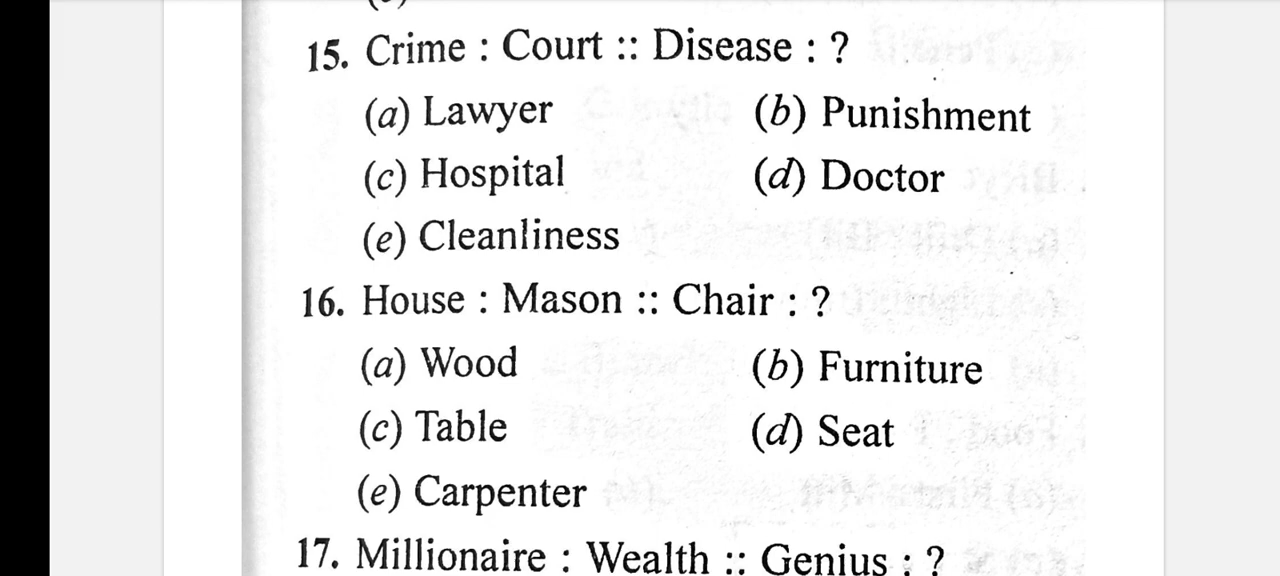 15. Crime : Court :: Disease : ?
(a) Lawyer (b) Punishment
(c) Hospital (d) Doctor
(e) Cleanliness
16. House : Mason :: Chair : ?
(a) Wood (b) Furniture
(c) Table (d) Seat
(e) Carpenter
17. Millionaire : Wealth :: Genius : ?